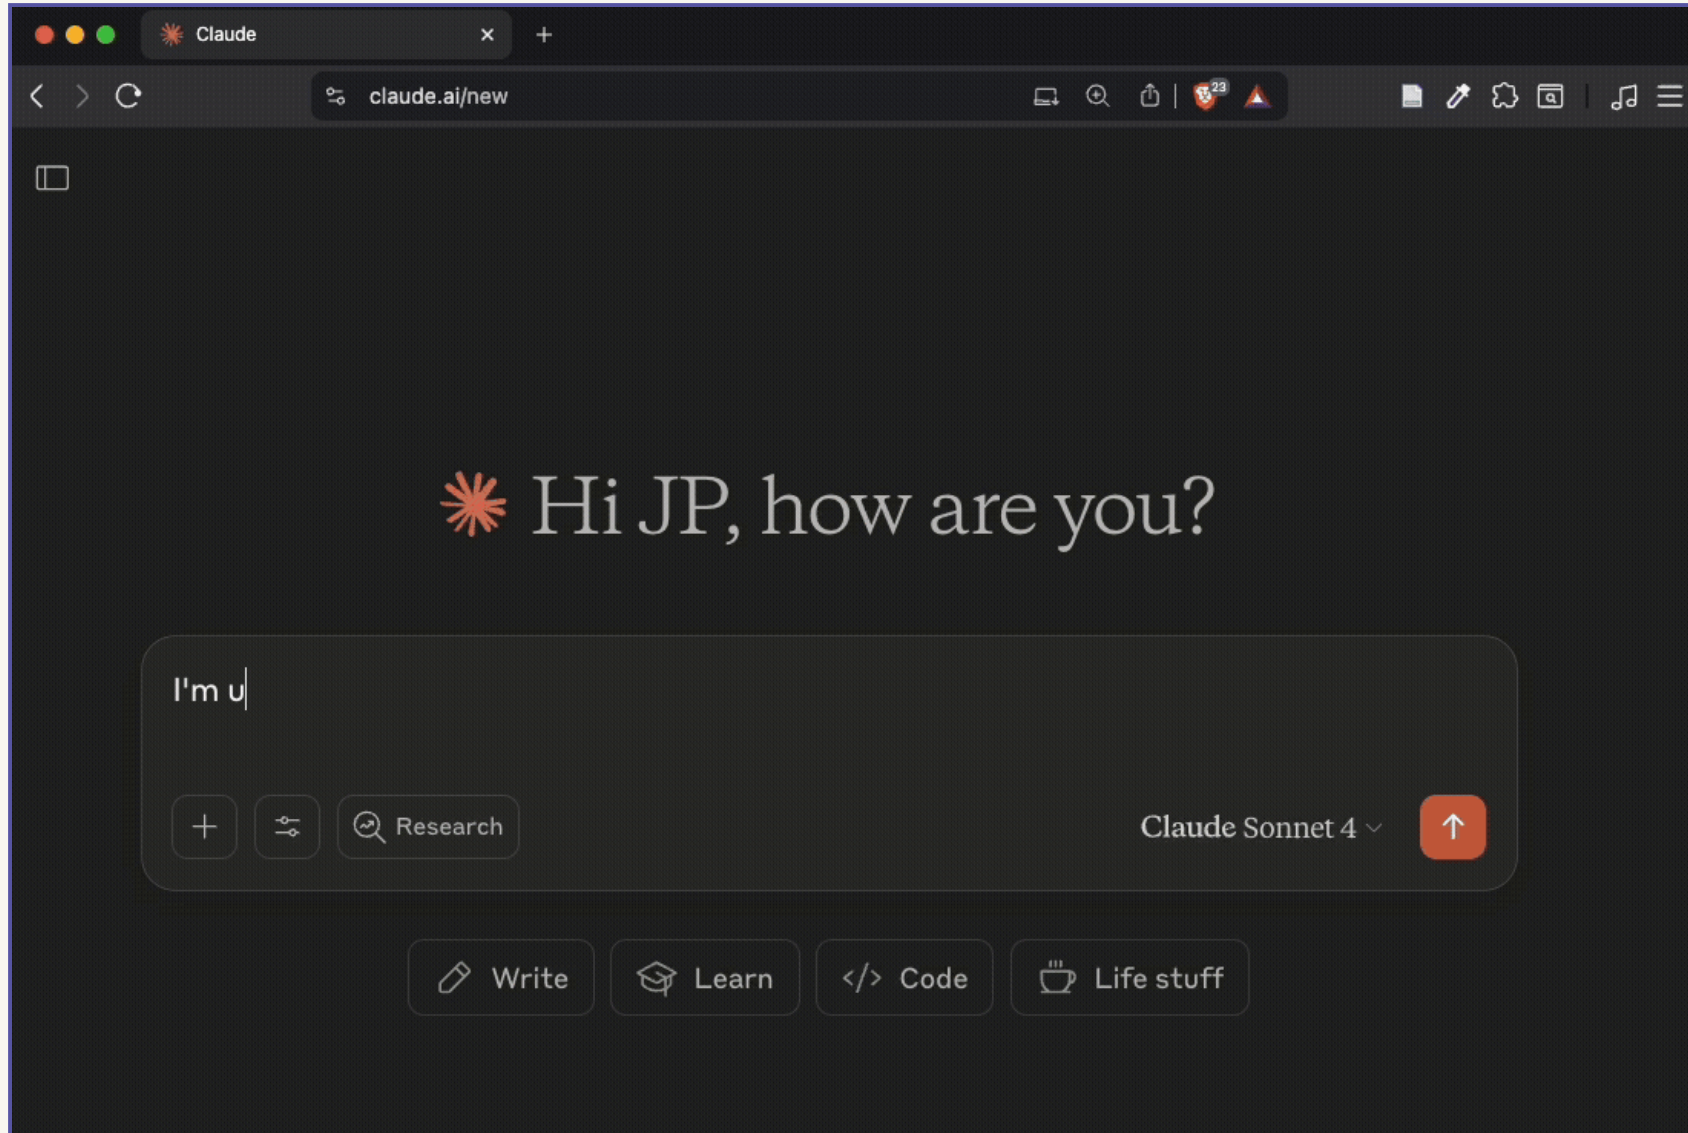 Claude
claude.ai/new
23
Hi JP, how are you?
I'm u
Research
Claude Sonnet 4
Write
Learn
Code
Life stuff